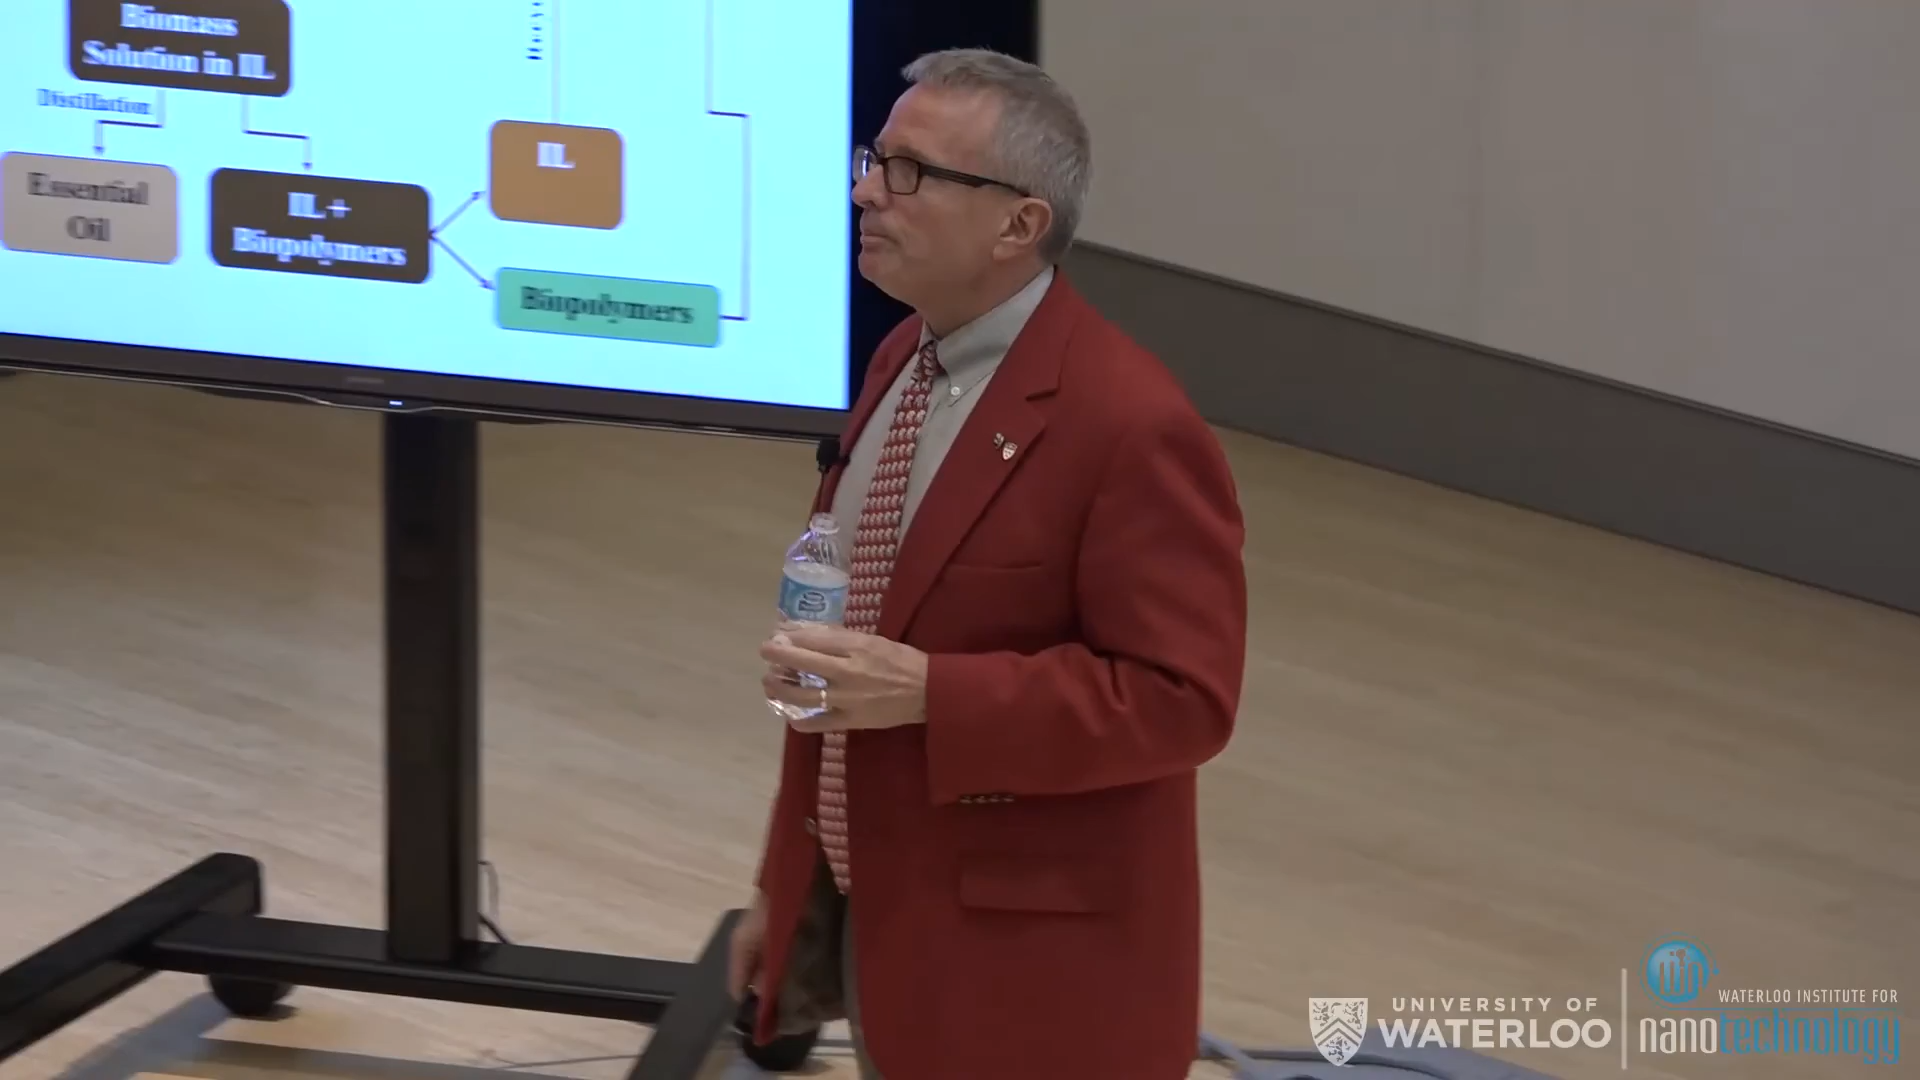 Biomass
Solution in IL
Distillation
Essential
Oil
IL +
Biopolymers
IL
Biopolymers
UNIVERSITY OF
WATERLOO
WATERLOO INSTITUTE FOR
nanotechnology